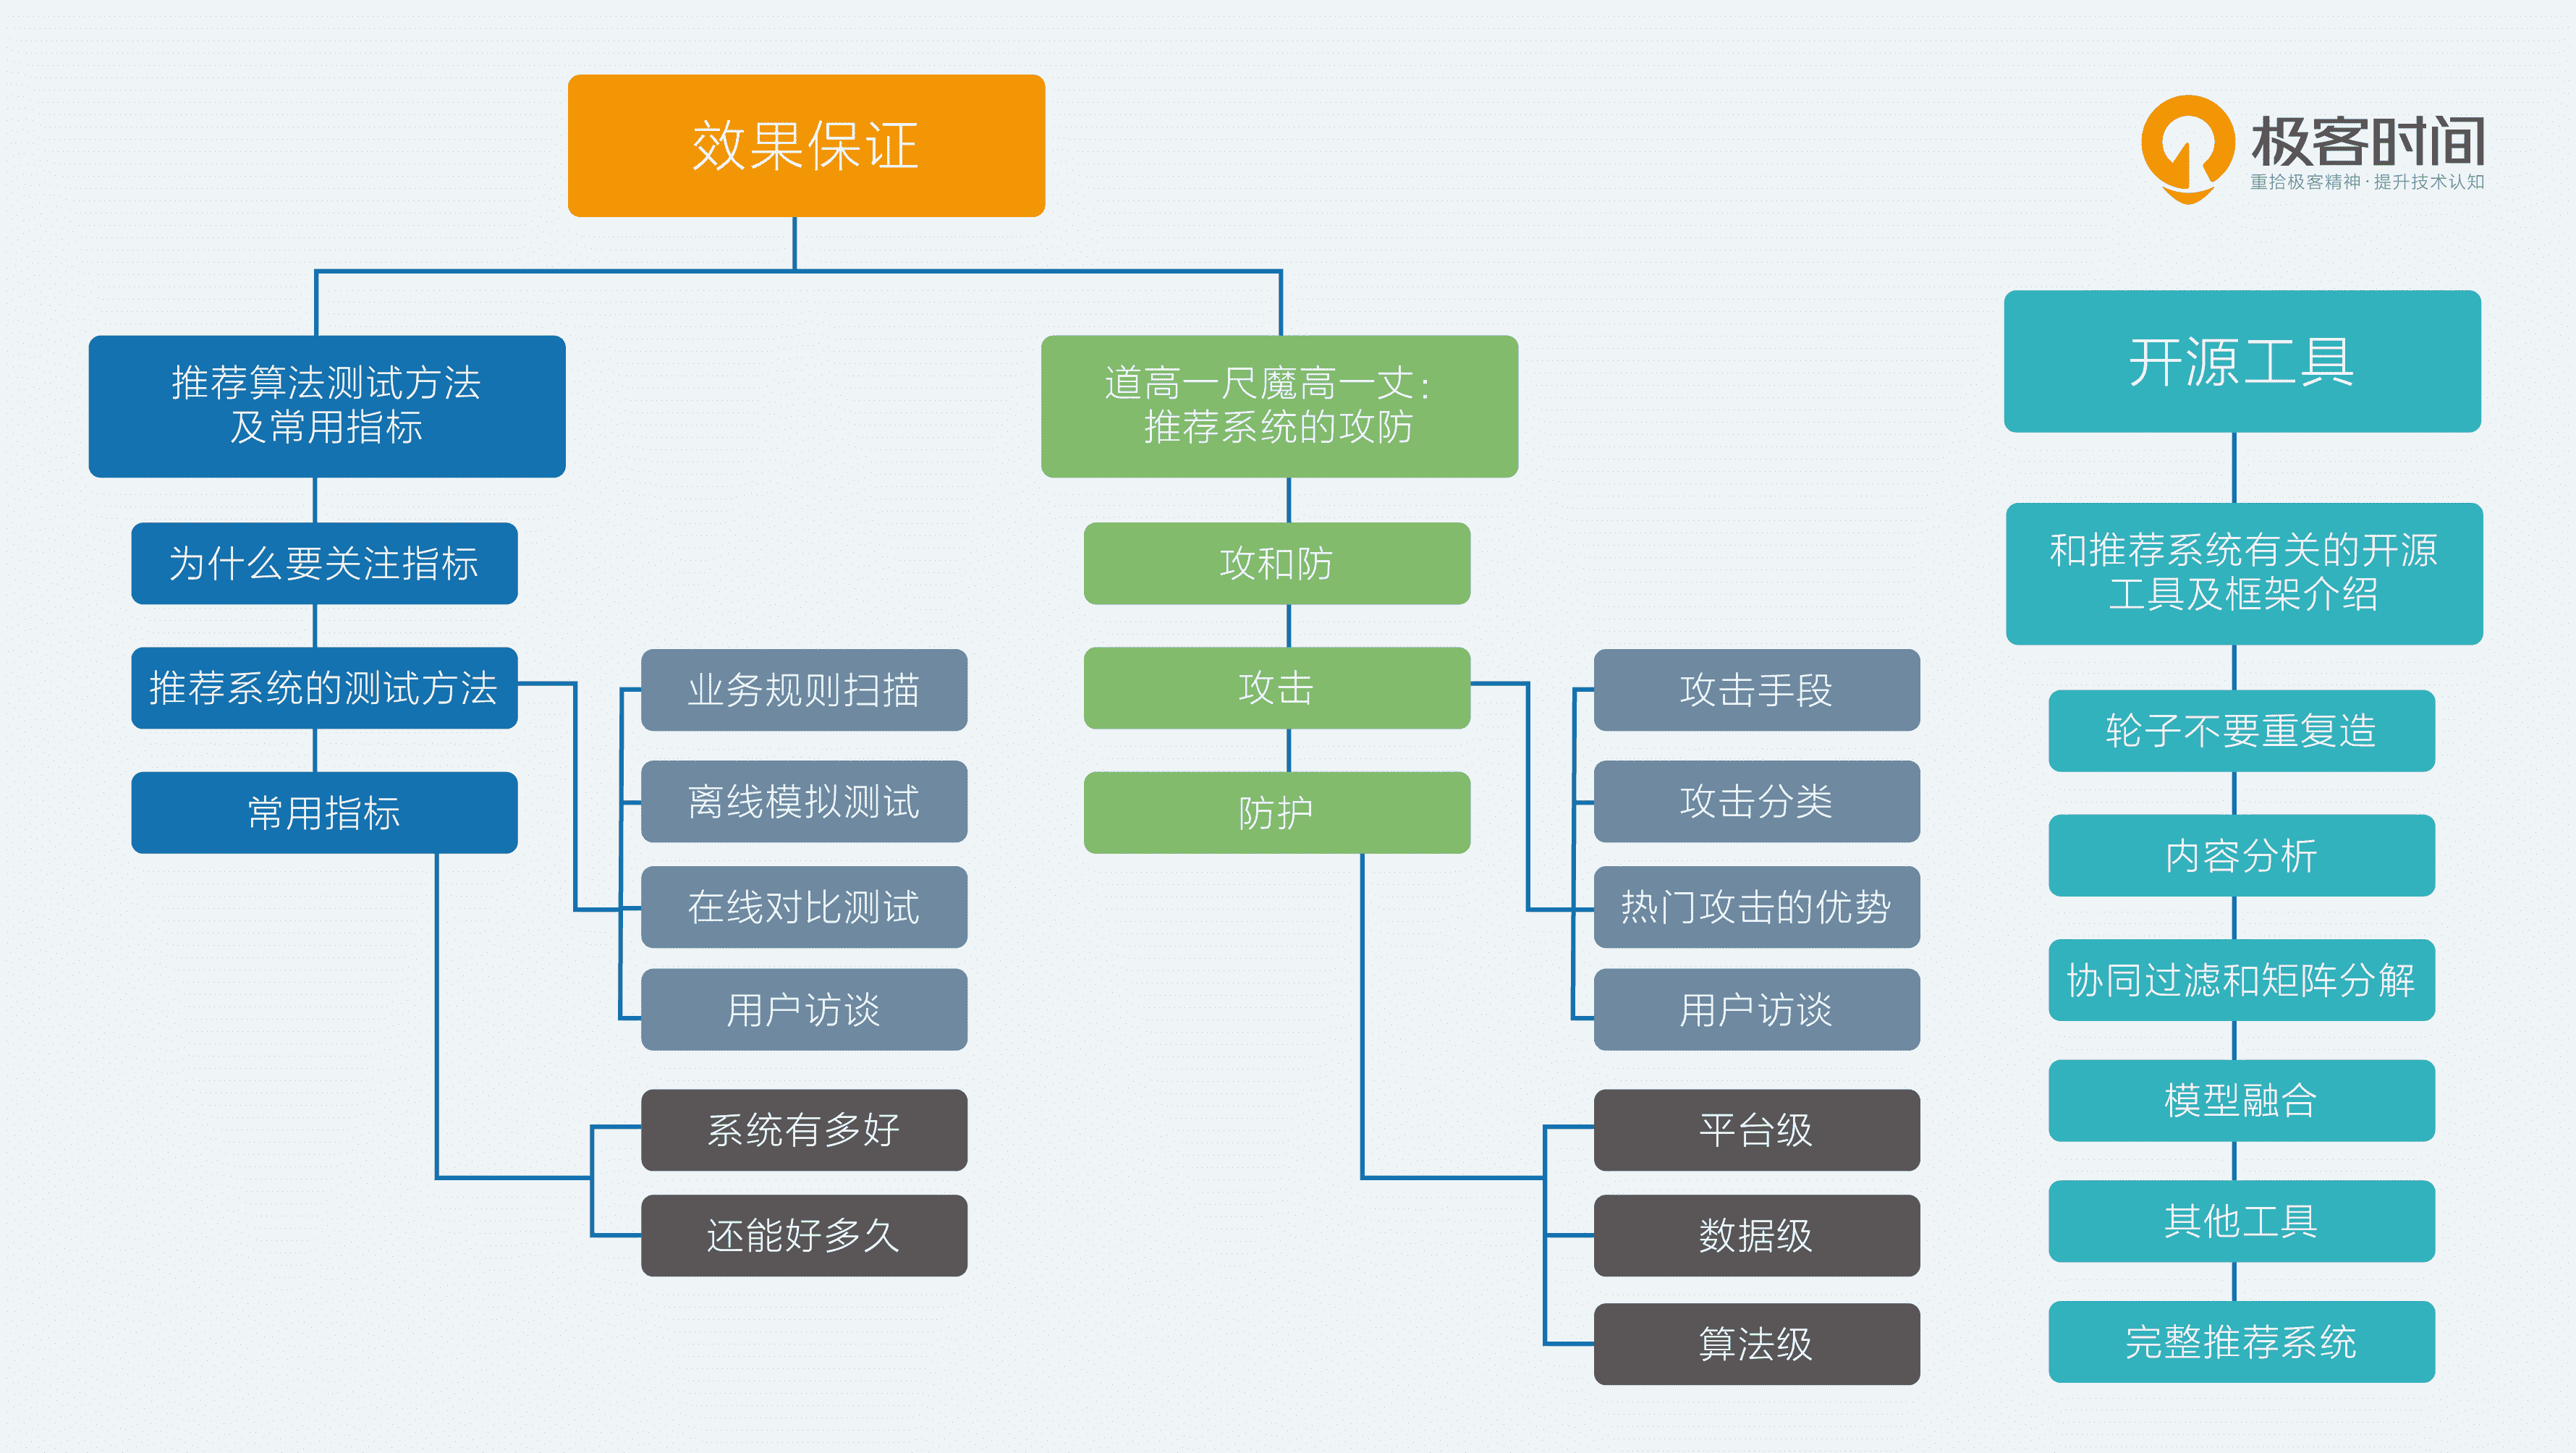 效果保证
极客时间
重拾极客精神·提升技术认知
推荐算法测试方法
及常用指标
为什么要关注指标
推荐系统的测试方法
常用指标
业务规则扫描
离线模拟测试
在线对比测试
用户访谈
系统有多好
还能好多久
道高一尺魔高一丈：
推荐系统的攻防
攻和防
攻击
防护
攻击手段
攻击分类
热门攻击的优势
用户访谈
平台级
数据级
算法级
开源工具
和推荐系统有关的开源
工具及框架介绍
轮子不要重复造
内容分析
协同过滤和矩阵分解
模型融合
其他工具
完整推荐系统